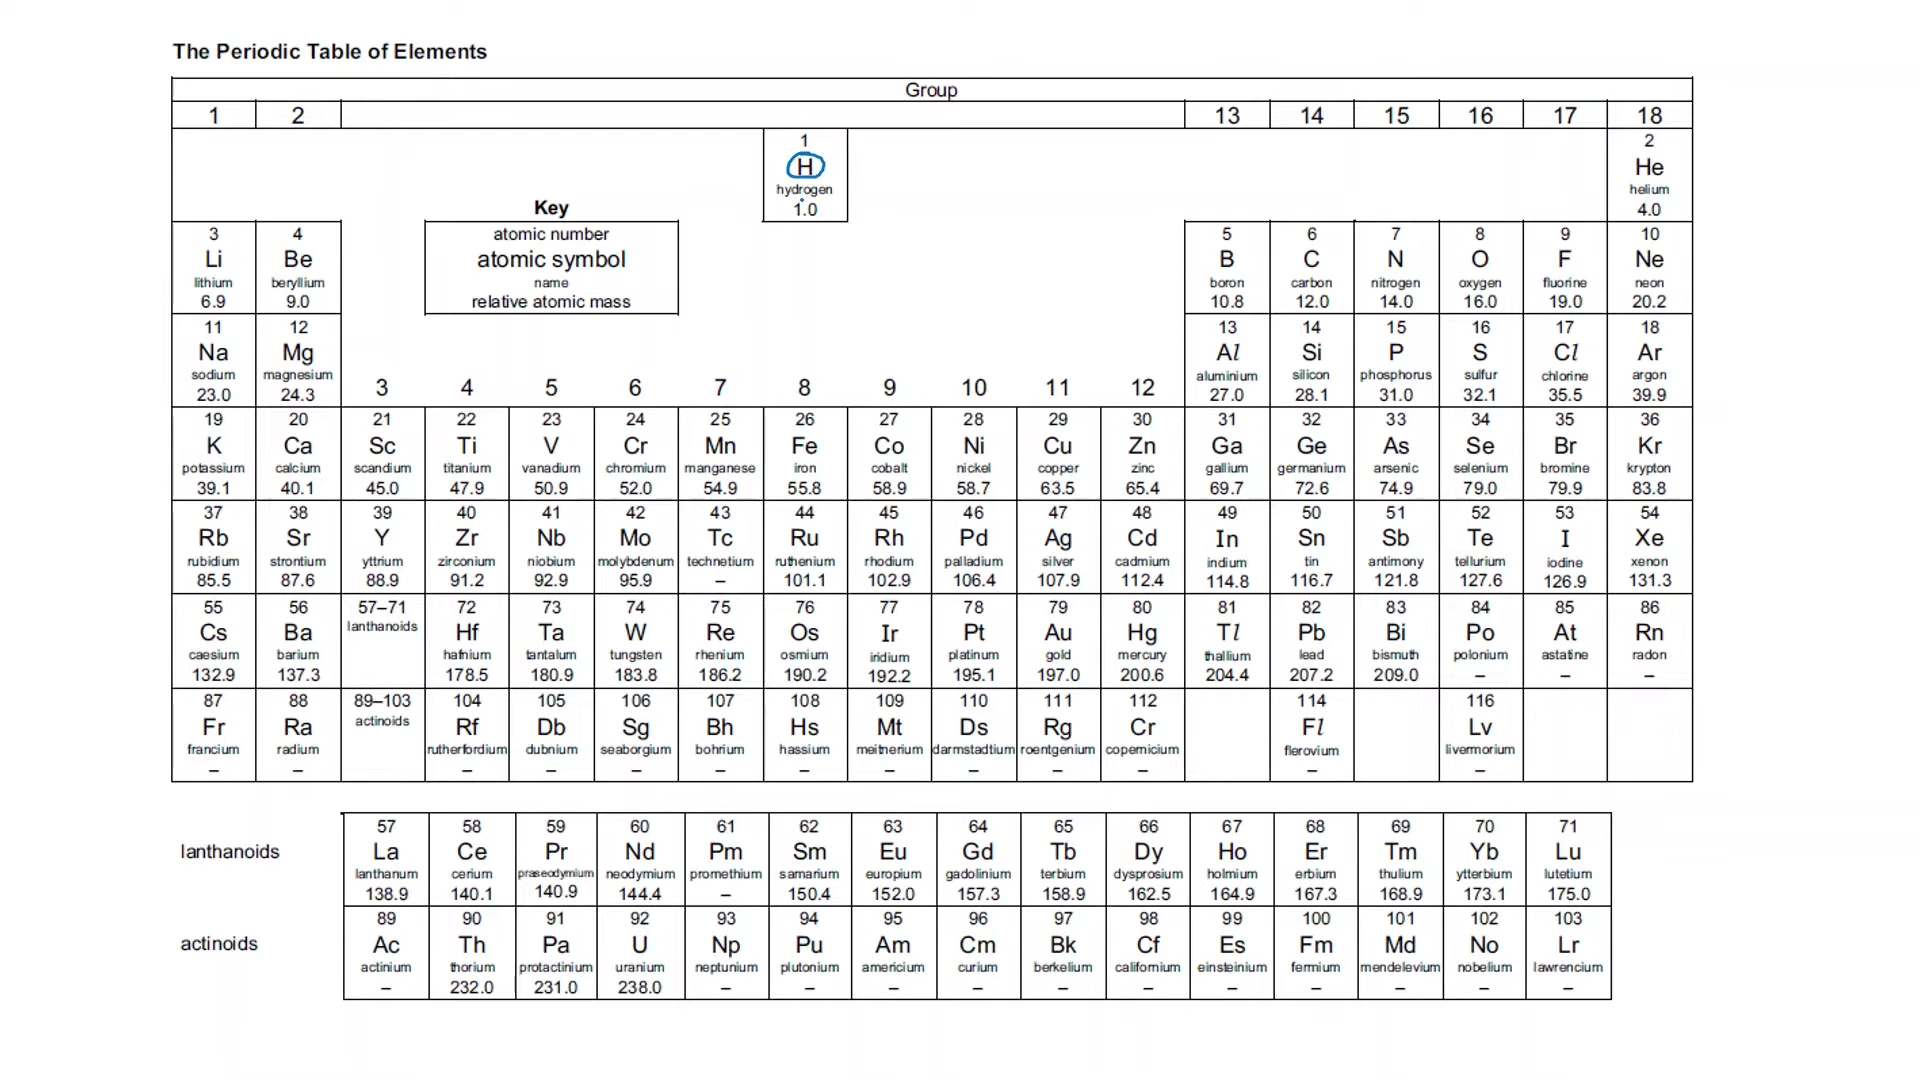 The Periodic Table of Elements
Group
1 2 13 14 15 16 17 18
1 2
H He
hydrogen helium
1.0 4.0
Key
3 4 atomic number 5 6 7 8 9 10
Li Be atomic symbol B C N O F Ne
lithium beryllium name boron carbon nitrogen oxygen fluorine neon
6.9 9.0 relative atomic mass 10.8 12.0 14.0 16.0 19.0 20.2
11 12 13 14 15 16 17 18
Na Mg Al Si P S Cl Ar
sodium magnesium aluminium silicon phosphorus sulfur chlorine argon
23.0 24.3 3 4 5 6 7 8 9 10 11 12 27.0 28.1 31.0 32.1 35.5 39.9
19 20 21 22 23 24 25 26 27 28 29 30 31 32 33 34 35 36
K Ca Sc Ti V Cr Mn Fe Co Ni Cu Zn Ga Ge As Se Br Kr
potassium calcium scandium titanium vanadium chromium manganese iron cobalt nickel copper zinc gallium germanium arsenic selenium bromine krypton
39.1 40.1 45.0 47.9 50.9 52.0 54.9 55.8 58.9 58.7 63.5 65.4 69.7 72.6 74.9 79.0 79.9 83.8
37 38 39 40 41 42 43 44 45 46 47 48 49 50 51 52 53 54
Rb Sr Y Zr Nb Mo Tc Ru Rh Pd Ag Cd In Sn Sb Te I Xe
rubidium strontium yttrium zirconium niobium molybdenum technetium ruthenium rhodium palladium silver cadmium indium tin antimony tellurium iodine xenon
85.5 87.6 88.9 91.2 92.9 95.9 – 101.1 102.9 106.4 107.9 112.4 114.8 116.7 121.8 127.6 126.9 131.3
55 56 57–71 72 73 74 75 76 77 78 79 80 81 82 83 84 85 86
Cs Ba lanthanoids Hf Ta W Re Os Ir Pt Au Hg Tl Pb Bi Po At Rn
caesium barium hafnium tantalum tungsten rhenium osmium iridium platinum gold mercury thallium lead bismuth polonium astatine radon
132.9 137.3 178.5 180.9 183.8 186.2 190.2 192.2 195.1 197.0 200.6 204.4 207.2 209.0 – – –
87 88 89–103 104 105 106 107 108 109 110 111 112 114 116
Fr Ra actinoids Rf Db Sg Bh Hs Mt Ds Rg Cr Fl Lv
francium radium rutherfordium dubnium seaborgium bohrium hassium meitnerium darmstadtium roentgenium copernicium flerovium livermorium
– – – – – – – – – – – – –
57 58 59 60 61 62 63 64 65 66 67 68 69 70 71
lanthanoids La Ce Pr Nd Pm Sm Eu Gd Tb Dy Ho Er Tm Yb Lu
lanthanum cerium praseodymium neodymium promethium samarium europium gadolinium terbium dysprosium holmium erbium thulium ytterbium lutetium
138.9 140.1 140.9 144.4 – 150.4 152.0 157.3 158.9 162.5 164.9 167.3 168.9 173.1 175.0
89 90 91 92 93 94 95 96 97 98 99 100 101 102 103
actinoids Ac Th Pa U Np Pu Am Cm Bk Cf Es Fm Md No Lr
actinium thorium protactinium uranium neptunium plutonium americium curium berkelium californium einsteinium fermium mendelevium nobelium lawrencium
– 232.0 231.0 238.0 – – – – – – – – – – –